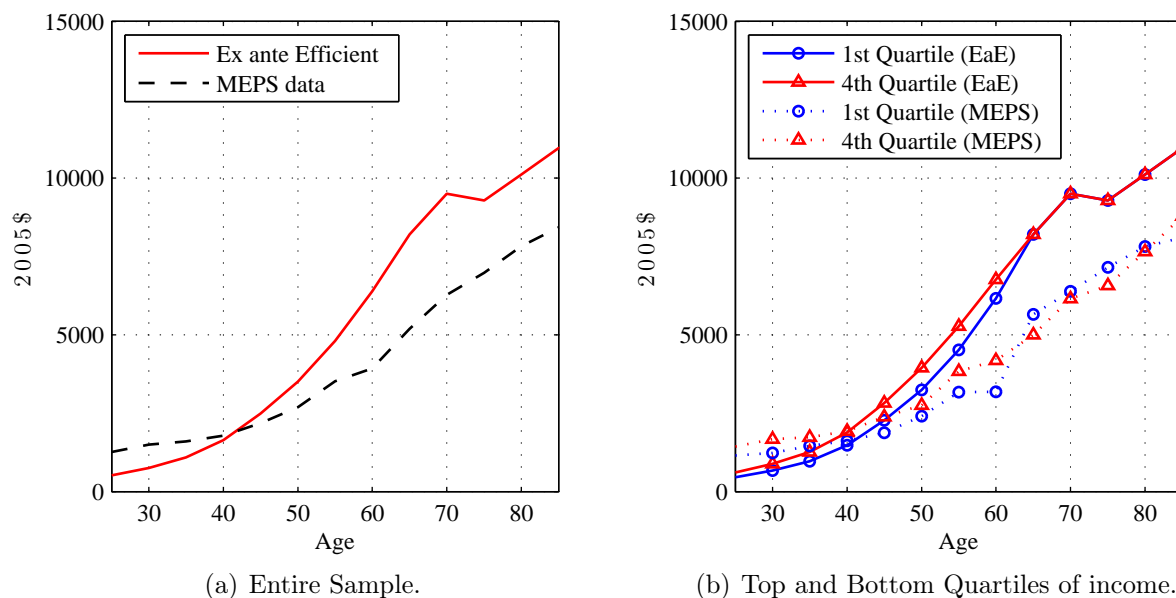 15000
10000
5000
0
2005$
30 40 50 60 70 80
Age
Ex ante Efficient
MEPS data
(a) Entire Sample.
15000
10000
5000
0
2005$
30 40 50 60 70 80
Age
1st Quartile (EaE)
4th Quartile (EaE)
1st Quartile (MEPS)
4th Quartile (MEPS)
(b) Top and Bottom Quartiles of income.